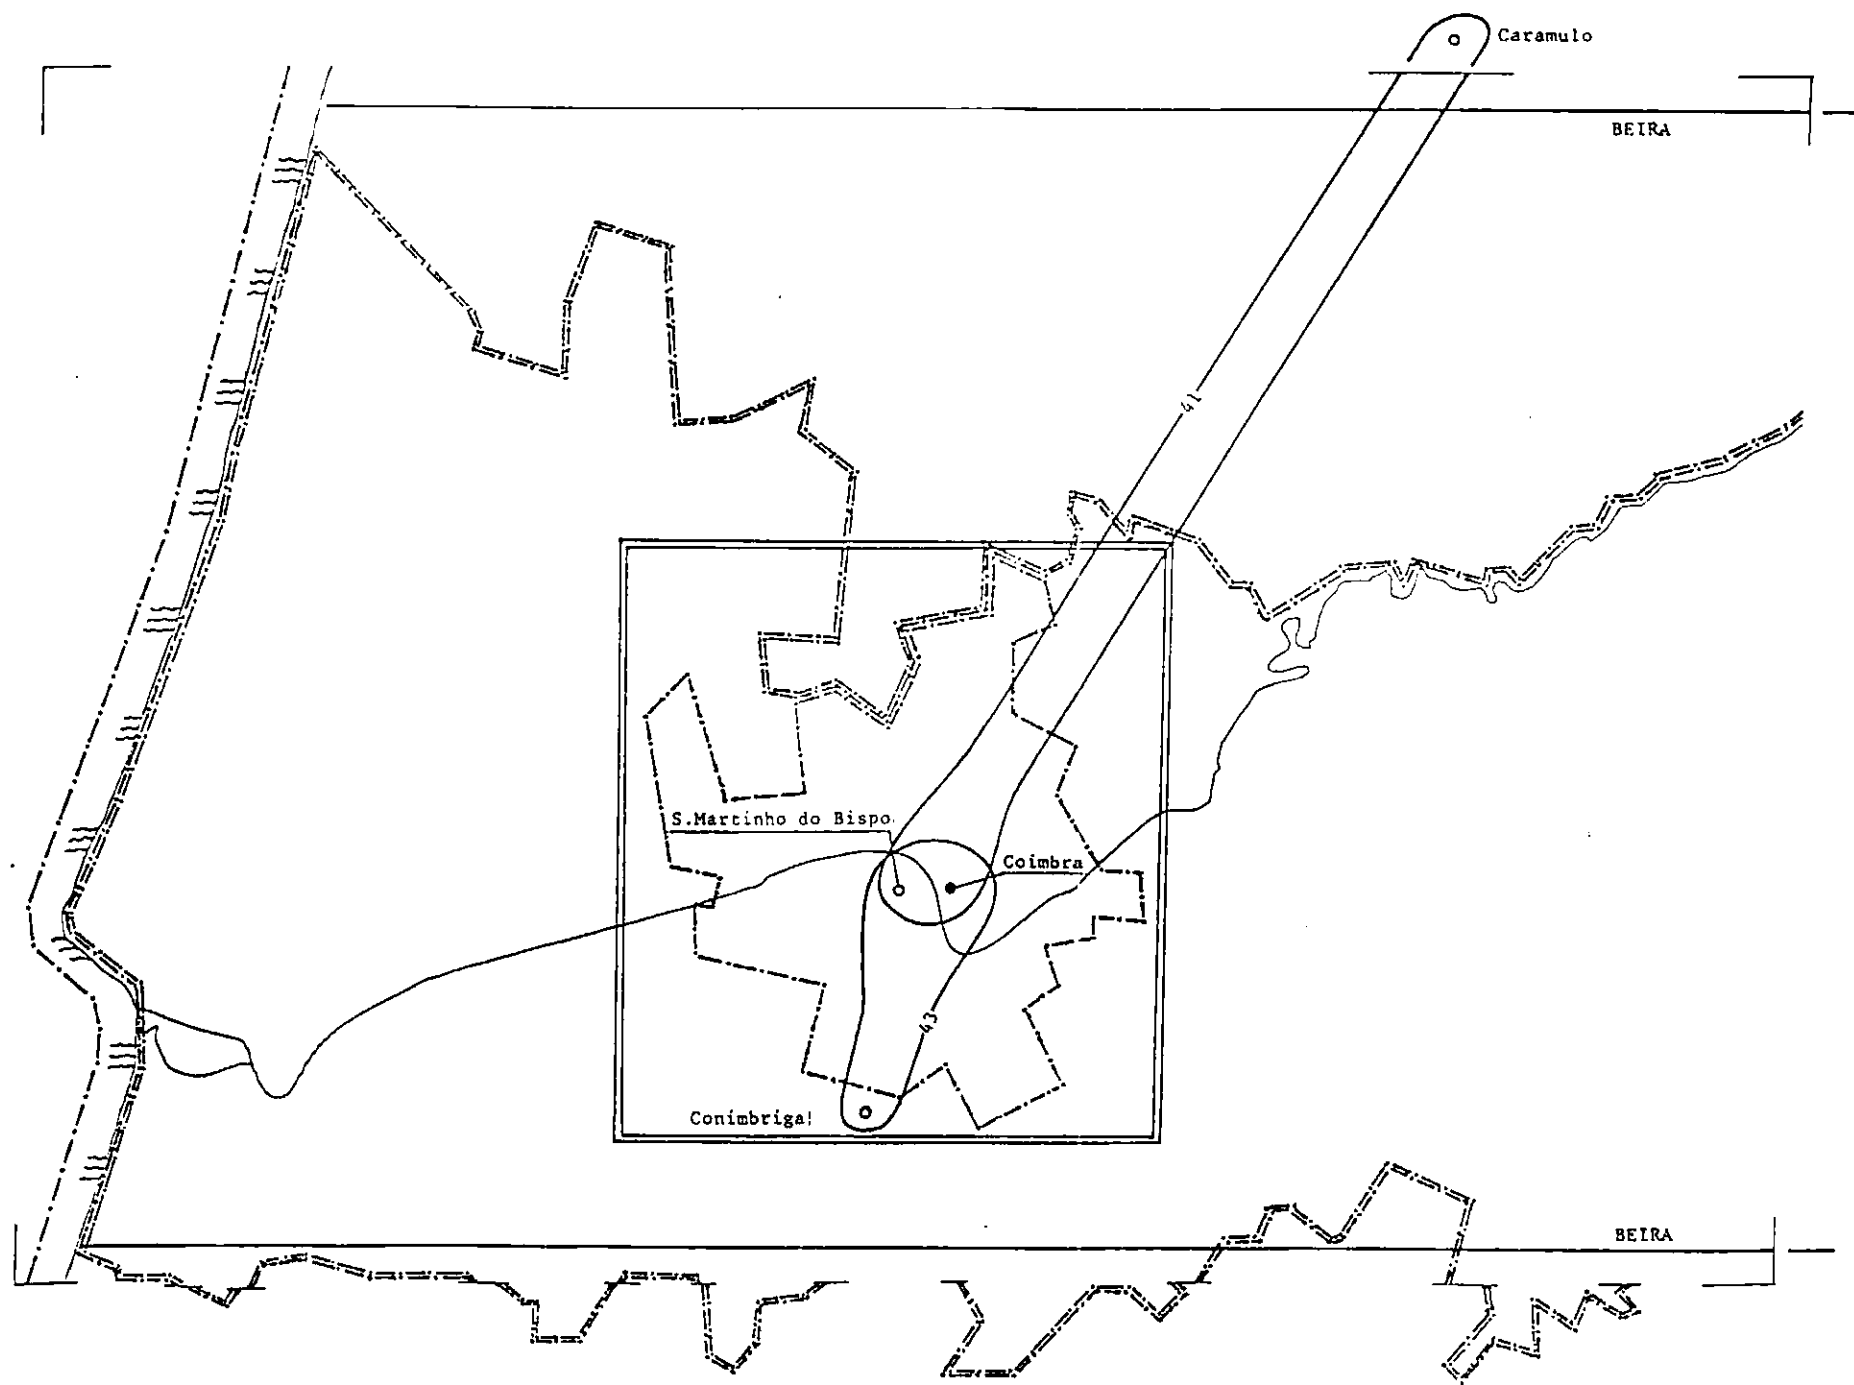 Caramulo
BEIRA
41
S.Martinho do Bispo
Coimbra
43
Conimbriga
BEIRA